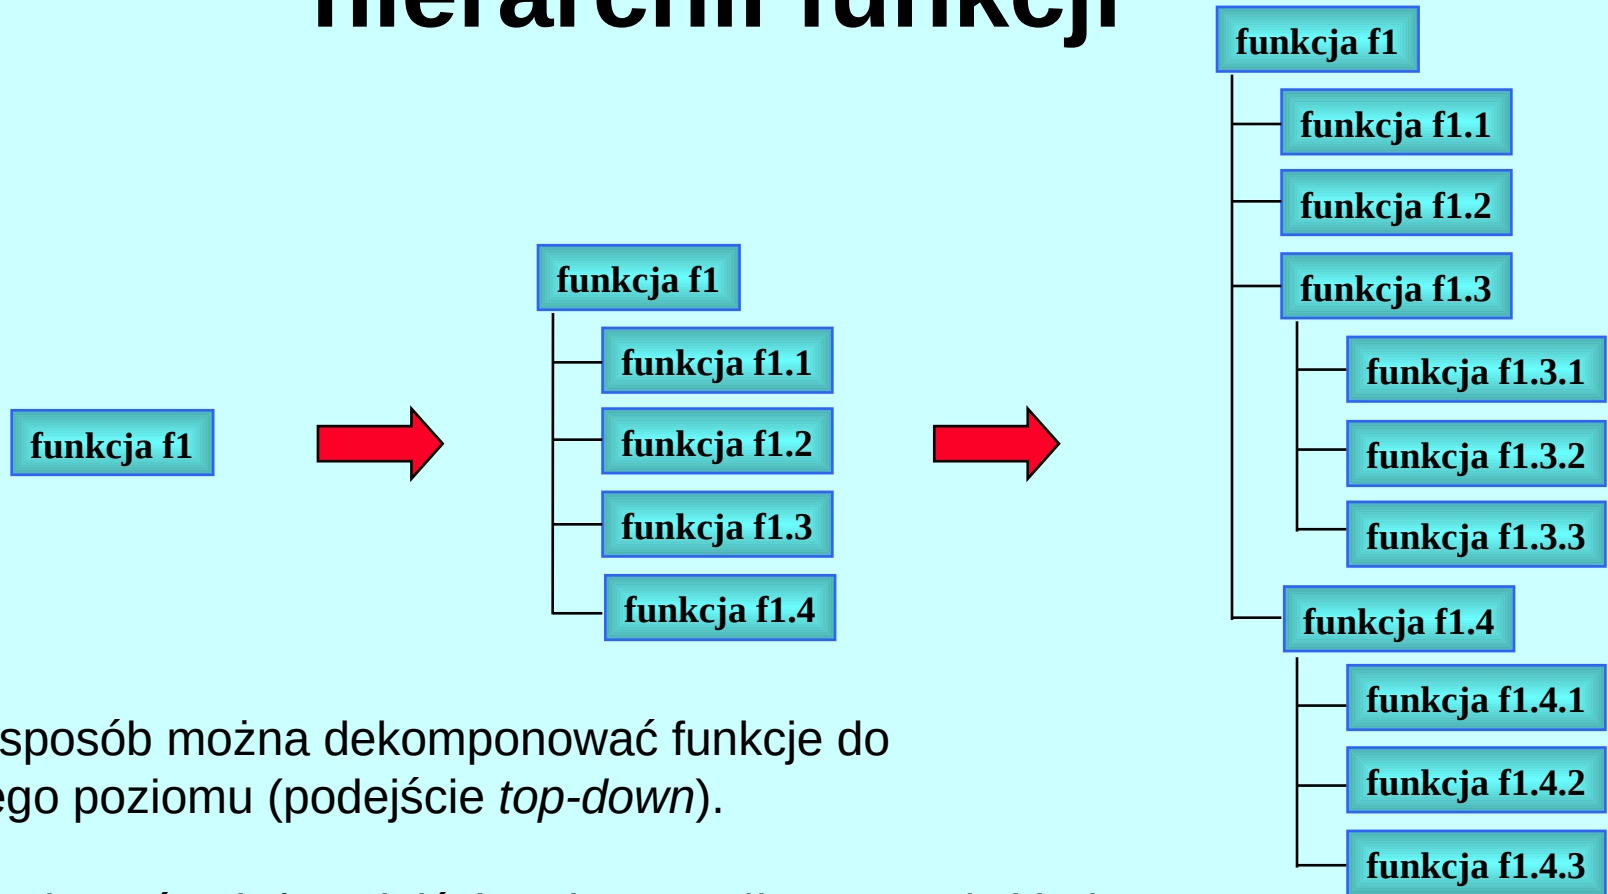 hierarchii funkcji
funkcja f1
funkcja f1
funkcja f1.1
funkcja f1.2
funkcja f1.3
funkcja f1.4
funkcja f1
funkcja f1.1
funkcja f1.2
funkcja f1.3
funkcja f1.3.1
funkcja f1.3.2
funkcja f1.3.3
funkcja f1.4
funkcja f1.4.1
funkcja f1.4.2
funkcja f1.4.3
sposób można dekomponować funkcje do
ego poziomu (podejście top-down).